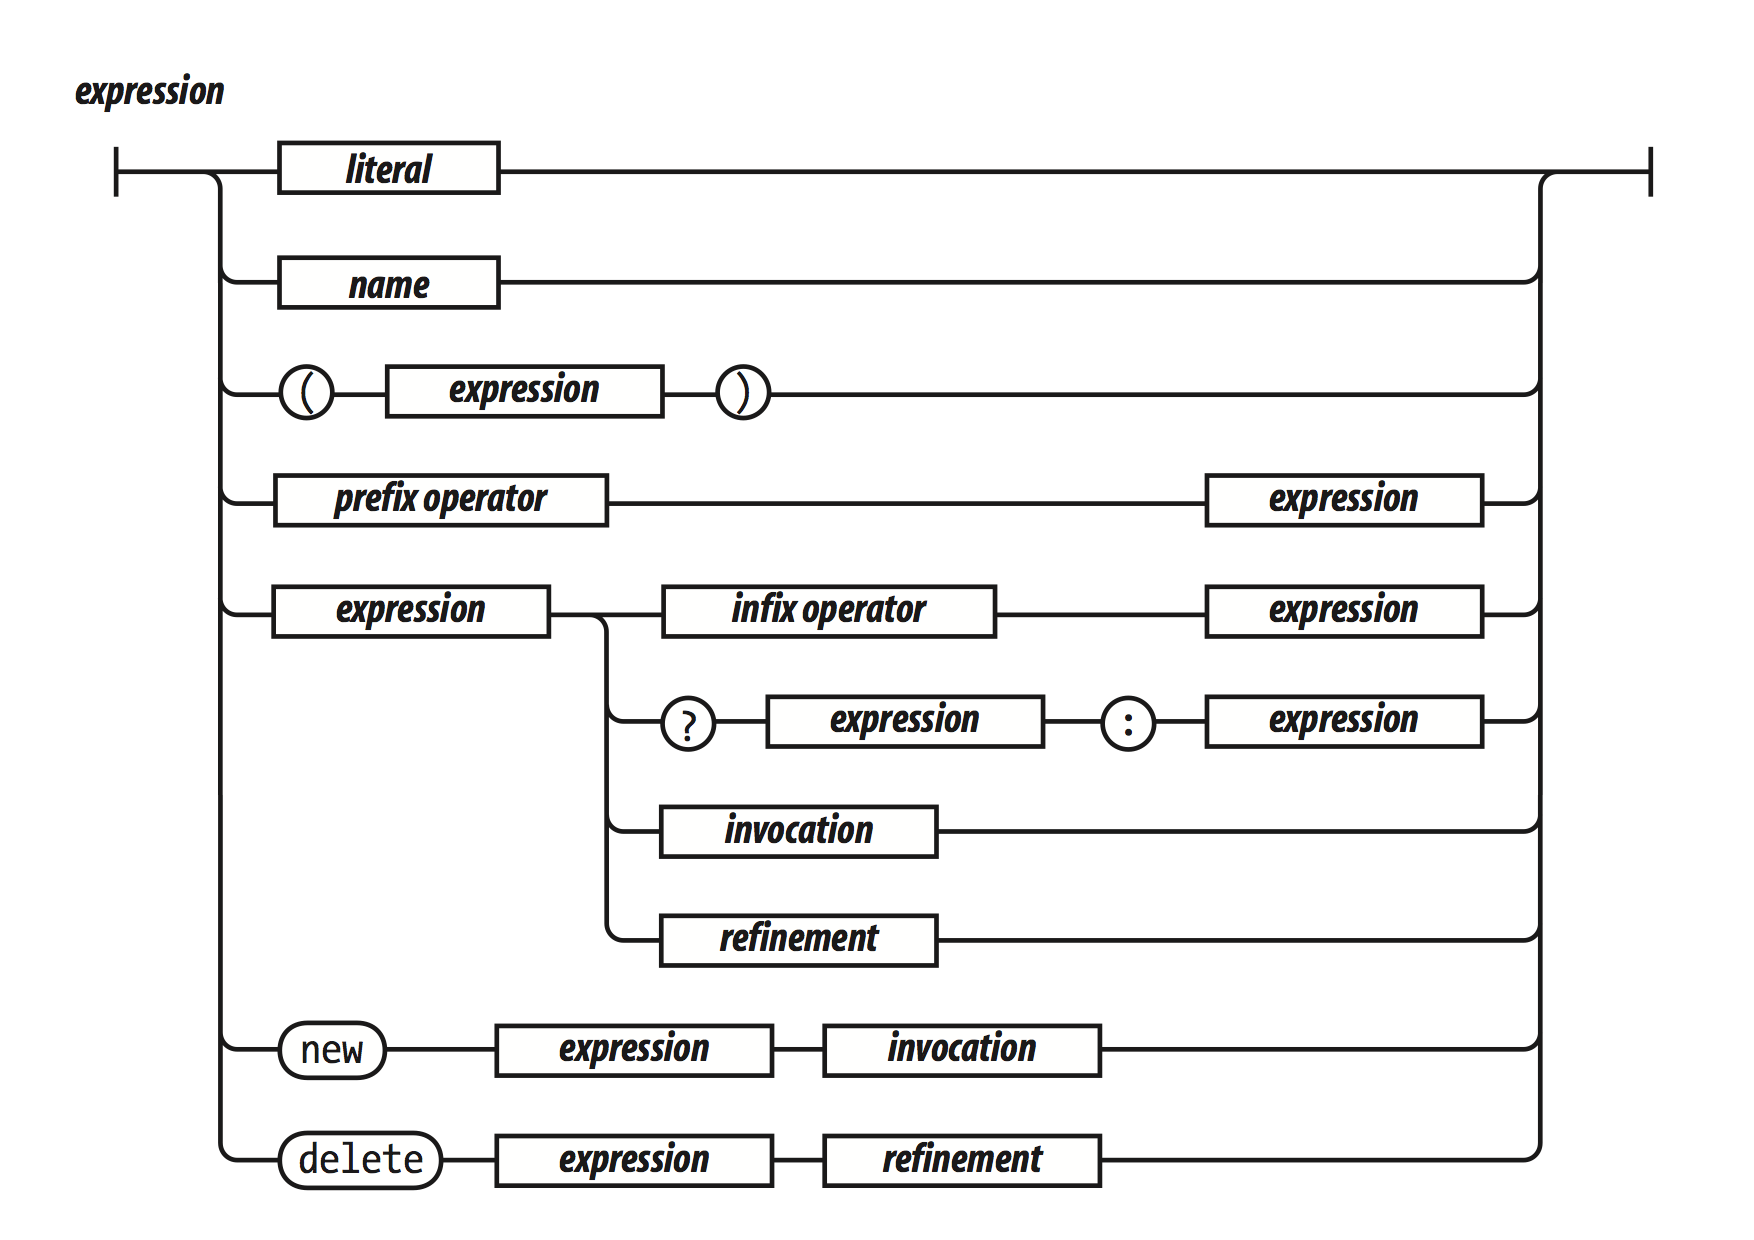 expression
literal
name
( expression )
prefix operator expression
expression infix operator expression
? expression : expression
invocation
refinement
new expression invocation
delete expression refinement